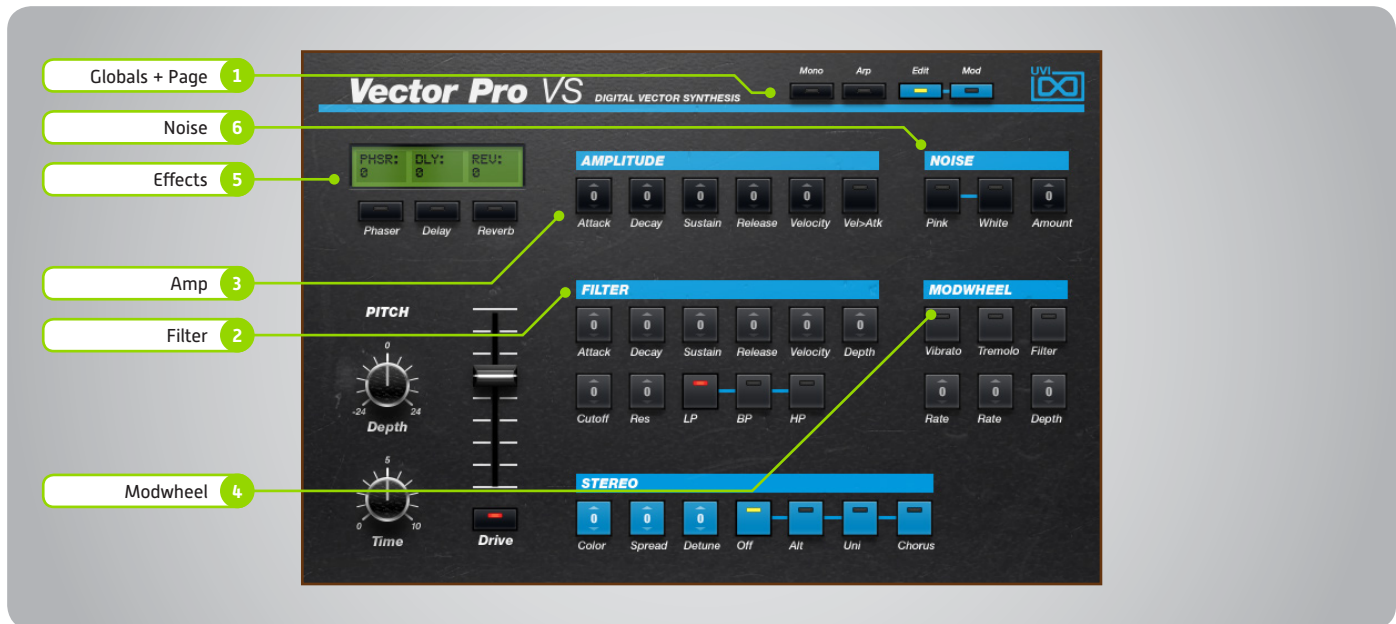 Globals + Page 1
Noise 6
Effects 5
Amp 3
Filter 2
Modwheel 4
Vector Pro VS DIGITAL VECTOR SYNTHESIS
Mono Arp Edit Mod
UVI
PHSR: DLY: REV:
0 0 0
Phaser Delay Reverb
AMPLITUDE
0 0 0 0 0
Attack Decay Sustain Release Velocity Vel>Atk
NOISE
0
Pink White Amount
FILTER
0 0 0 0 0 0
Attack Decay Sustain Release Velocity Depth
0 0
Cutoff Res LP BP HP
MODWHEEL
Vibrato Tremolo Filter
0 0 0
Rate Rate Depth
PITCH
0
-24 24
Depth
5
0 10
Time
Drive
STEREO
0 0 0
Color Spread Detune Off Alt Uni Chorus